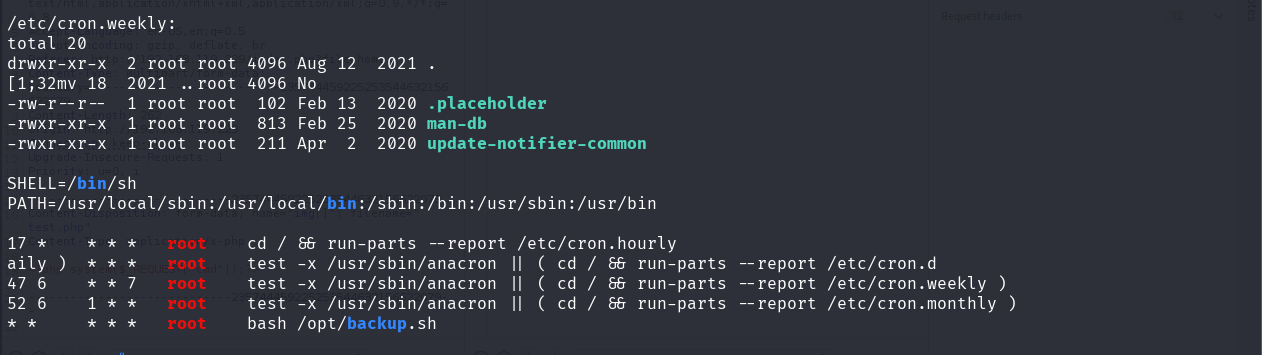 /etc/cron.weekly:
total 20
drwxr-xr-x  2 root root 4096 Aug 12  2021 .
[1;32mv 18  2021 ..root 4096 No
-rw-r--r--  1 root root  102 Feb 13  2020 .placeholder
-rwxr-xr-x  1 root root  813 Feb 25  2020 man-db
-rwxr-xr-x  1 root root  211 Apr  2  2020 update-notifier-common
SHELL=/bin/sh
PATH=/usr/local/sbin:/usr/local/bin:/sbin:/bin:/usr/sbin:/usr/bin
17 *    * * *   root    cd / && run-parts --report /etc/cron.hourly
aily )  * * *   root    test -x /usr/sbin/anacron || ( cd / && run-parts --report /etc/cron.d
47 6    * * 7   root    test -x /usr/sbin/anacron || ( cd / && run-parts --report /etc/cron.weekly )
52 6    1 * *   root    test -x /usr/sbin/anacron || ( cd / && run-parts --report /etc/cron.monthly )
* *     * * *   root    bash /opt/backup.sh
Request headers